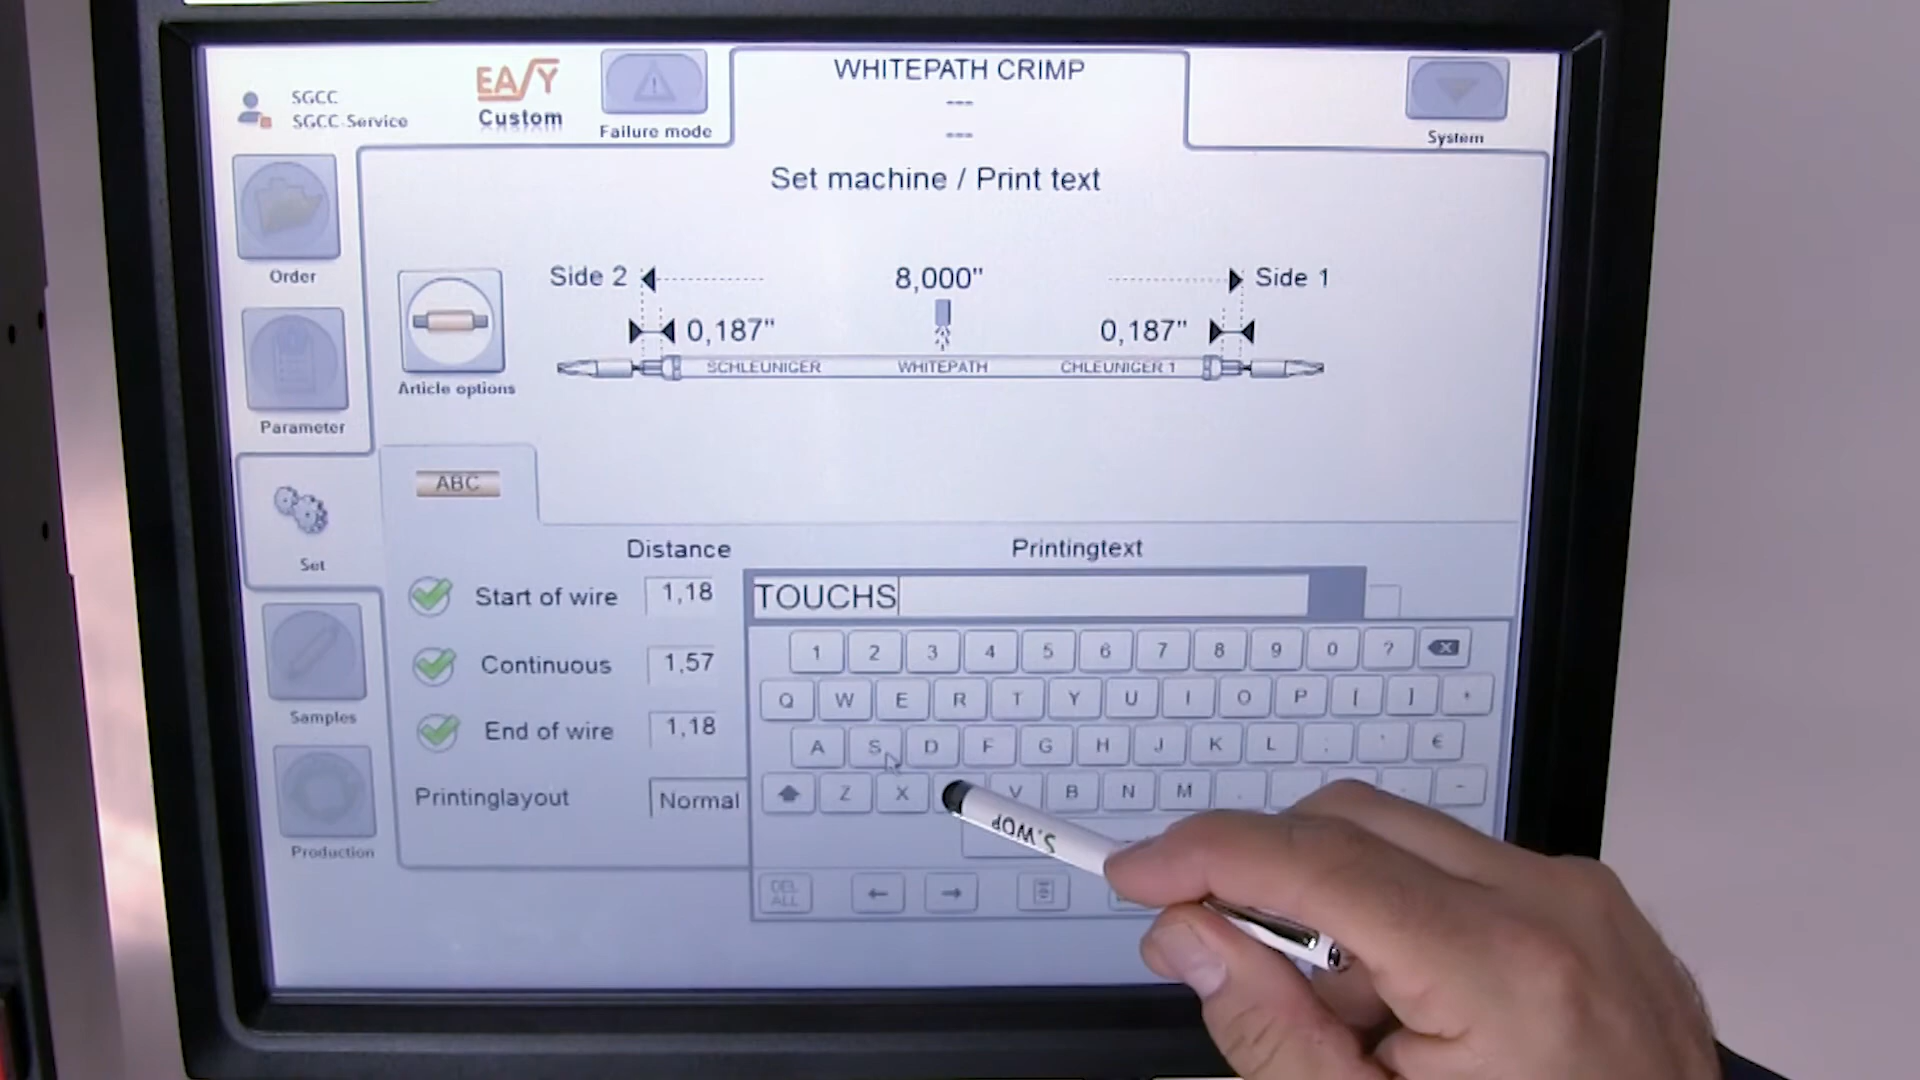 SGCC
SGCC-Service
EASY
Custom
Failure mode
WHITEPATH CRIMP
---
---
System
Set machine / Print text
Order
Parameter
Set
Samples
Production
Article options
Side 2
8,000"
Side 1
0,187"
0,187"
SCHLEUNIGER
WHITEPATH
CHLEUNIGER 1
ABC
Distance
Printingtext
Start of wire
1,18
TOUCHS
Continuous
1,57
End of wire
1,18
Printinglayout
Normal
1 2 3 4 5 6 7 8 9 0 ?
Q W E R T Y U I O P [ ]
A S D F G H J K L ; ' €
Z X V B N M
DEL
ALL
S.WOP